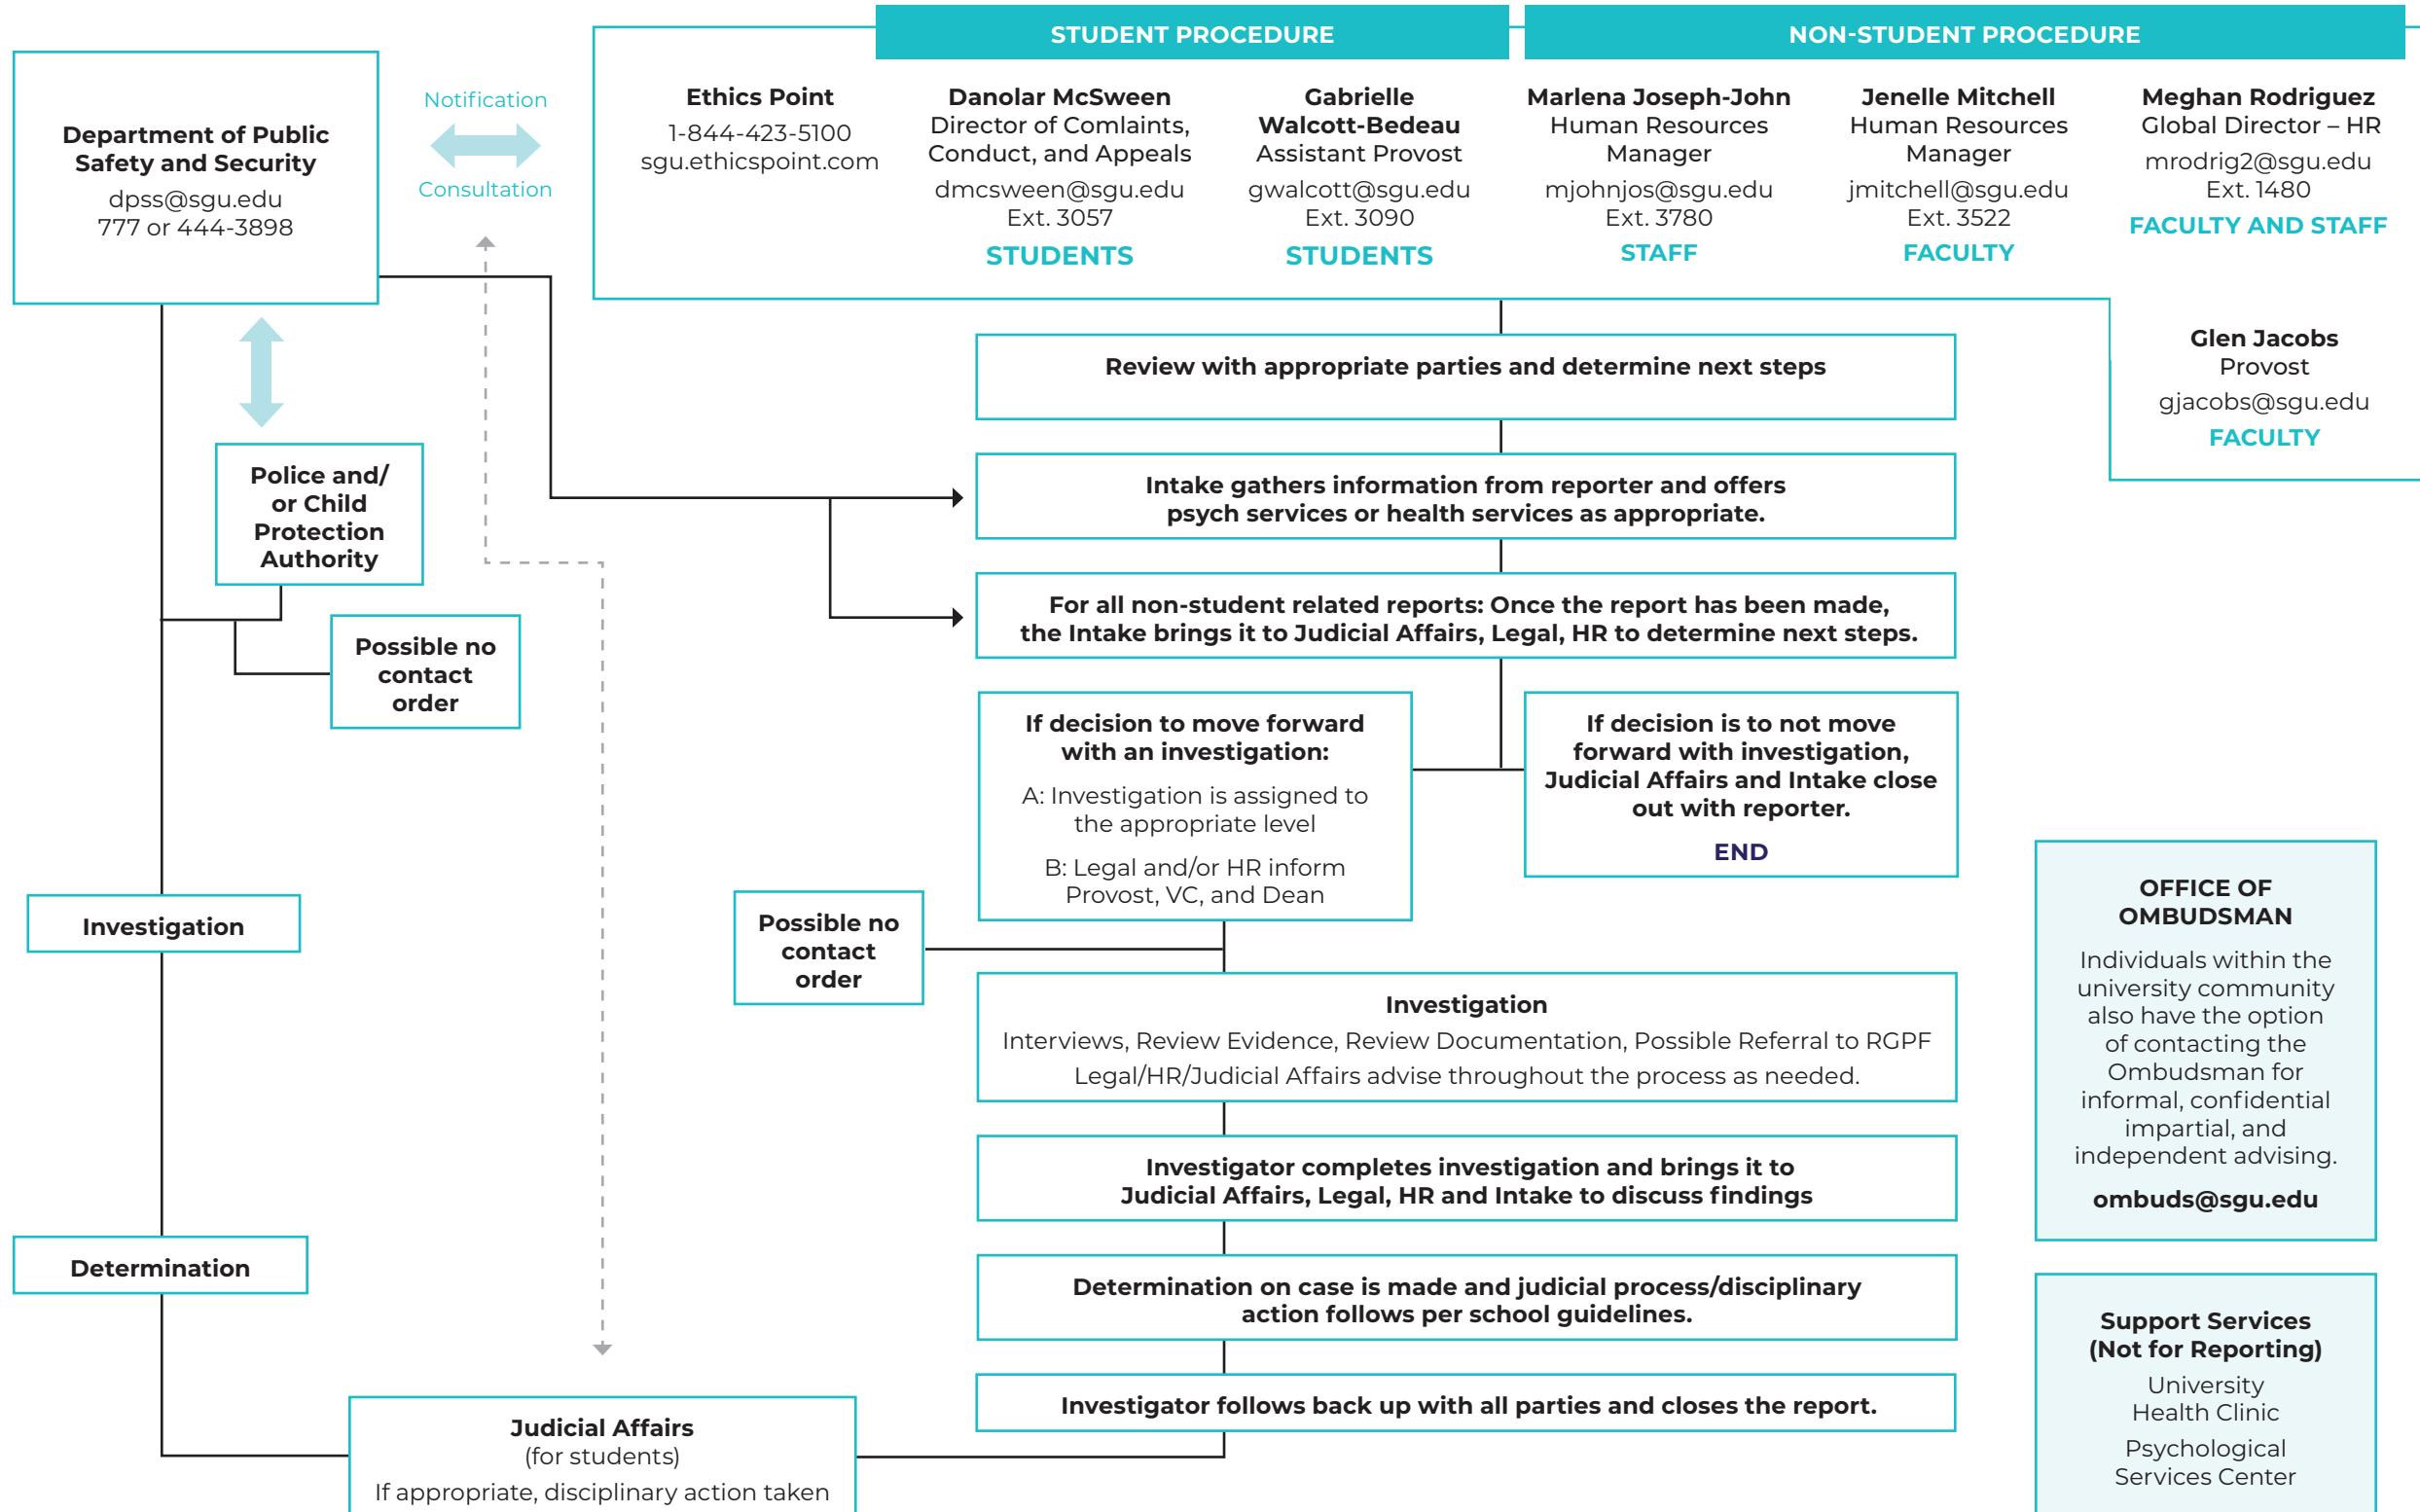 STUDENT PROCEDURE
NON-STUDENT PROCEDURE
Department of Public
Safety and Security
dpss@sgu.edu
777 or 444-3898
Notification
Consultation
Ethics Point
1-844-423-5100
sgu.ethicspoint.com
Danolar McSween
Director of Comlaints,
Conduct, and Appeals
dmcsween@sgu.edu
Ext. 3057
STUDENTS
Gabrielle
Walcott-Bedeau
Assistant Provost
gwalcott@sgu.edu
Ext. 3090
STUDENTS
Marlena Joseph-John
Human Resources
Manager
mjohnjos@sgu.edu
Ext. 3780
STAFF
Jenelle Mitchell
Human Resources
Manager
jmitchell@sgu.edu
Ext. 3522
FACULTY
Meghan Rodriguez
Global Director – HR
mrodrig2@sgu.edu
Ext. 1480
FACULTY AND STAFF
Glen Jacobs
Provost
gjacobs@sgu.edu
FACULTY
Review with appropriate parties and determine next steps
Police and/
or Child
Protection
Authority
Intake gathers information from reporter and offers
psych services or health services as appropriate.
Possible no
contact
order
For all non-student related reports: Once the report has been made,
the Intake brings it to Judicial Affairs, Legal, HR to determine next steps.
If decision to move forward
with an investigation:
A: Investigation is assigned to
the appropriate level
B: Legal and/or HR inform
Provost, VC, and Dean
If decision is to not move
forward with investigation,
Judicial Affairs and Intake close
out with reporter.
END
Investigation
Possible no
contact
order
Investigation
Interviews, Review Evidence, Review Documentation, Possible Referral to RGPF
Legal/HR/Judicial Affairs advise throughout the process as needed.
OFFICE OF
OMBUDSMAN
Individuals within the
university community
also have the option
of contacting the
Ombudsman for
informal, confidential
impartial, and
independent advising.
ombuds@sgu.edu
Investigator completes investigation and brings it to
Judicial Affairs, Legal, HR and Intake to discuss findings
Determination
Determination on case is made and judicial process/disciplinary
action follows per school guidelines.
Investigator follows back up with all parties and closes the report.
Judicial Affairs
(for students)
If appropriate, disciplinary action taken
Support Services
(Not for Reporting)
University
Health Clinic
Psychological
Services Center